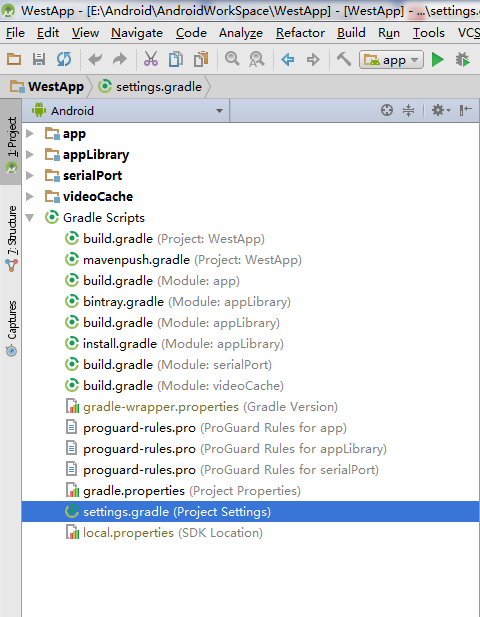 WestApp - [E:\Android\AndroidWorkSpace\WestApp] - [WestApp] - ...\settings.g
File Edit View Navigate Code Analyze Refactor Build Run Tools VCS
app
WestApp settings.gradle
Android
1: Project
7: Structure
Captures
app
appLibrary
serialPort
videoCache
Gradle Scripts
build.gradle (Project: WestApp)
mavenpush.gradle (Project: WestApp)
build.gradle (Module: app)
bintray.gradle (Module: appLibrary)
build.gradle (Module: appLibrary)
install.gradle (Module: appLibrary)
build.gradle (Module: serialPort)
build.gradle (Module: videoCache)
gradle-wrapper.properties (Gradle Version)
proguard-rules.pro (ProGuard Rules for app)
proguard-rules.pro (ProGuard Rules for appLibrary)
proguard-rules.pro (ProGuard Rules for serialPort)
gradle.properties (Project Properties)
settings.gradle (Project Settings)
local.properties (SDK Location)